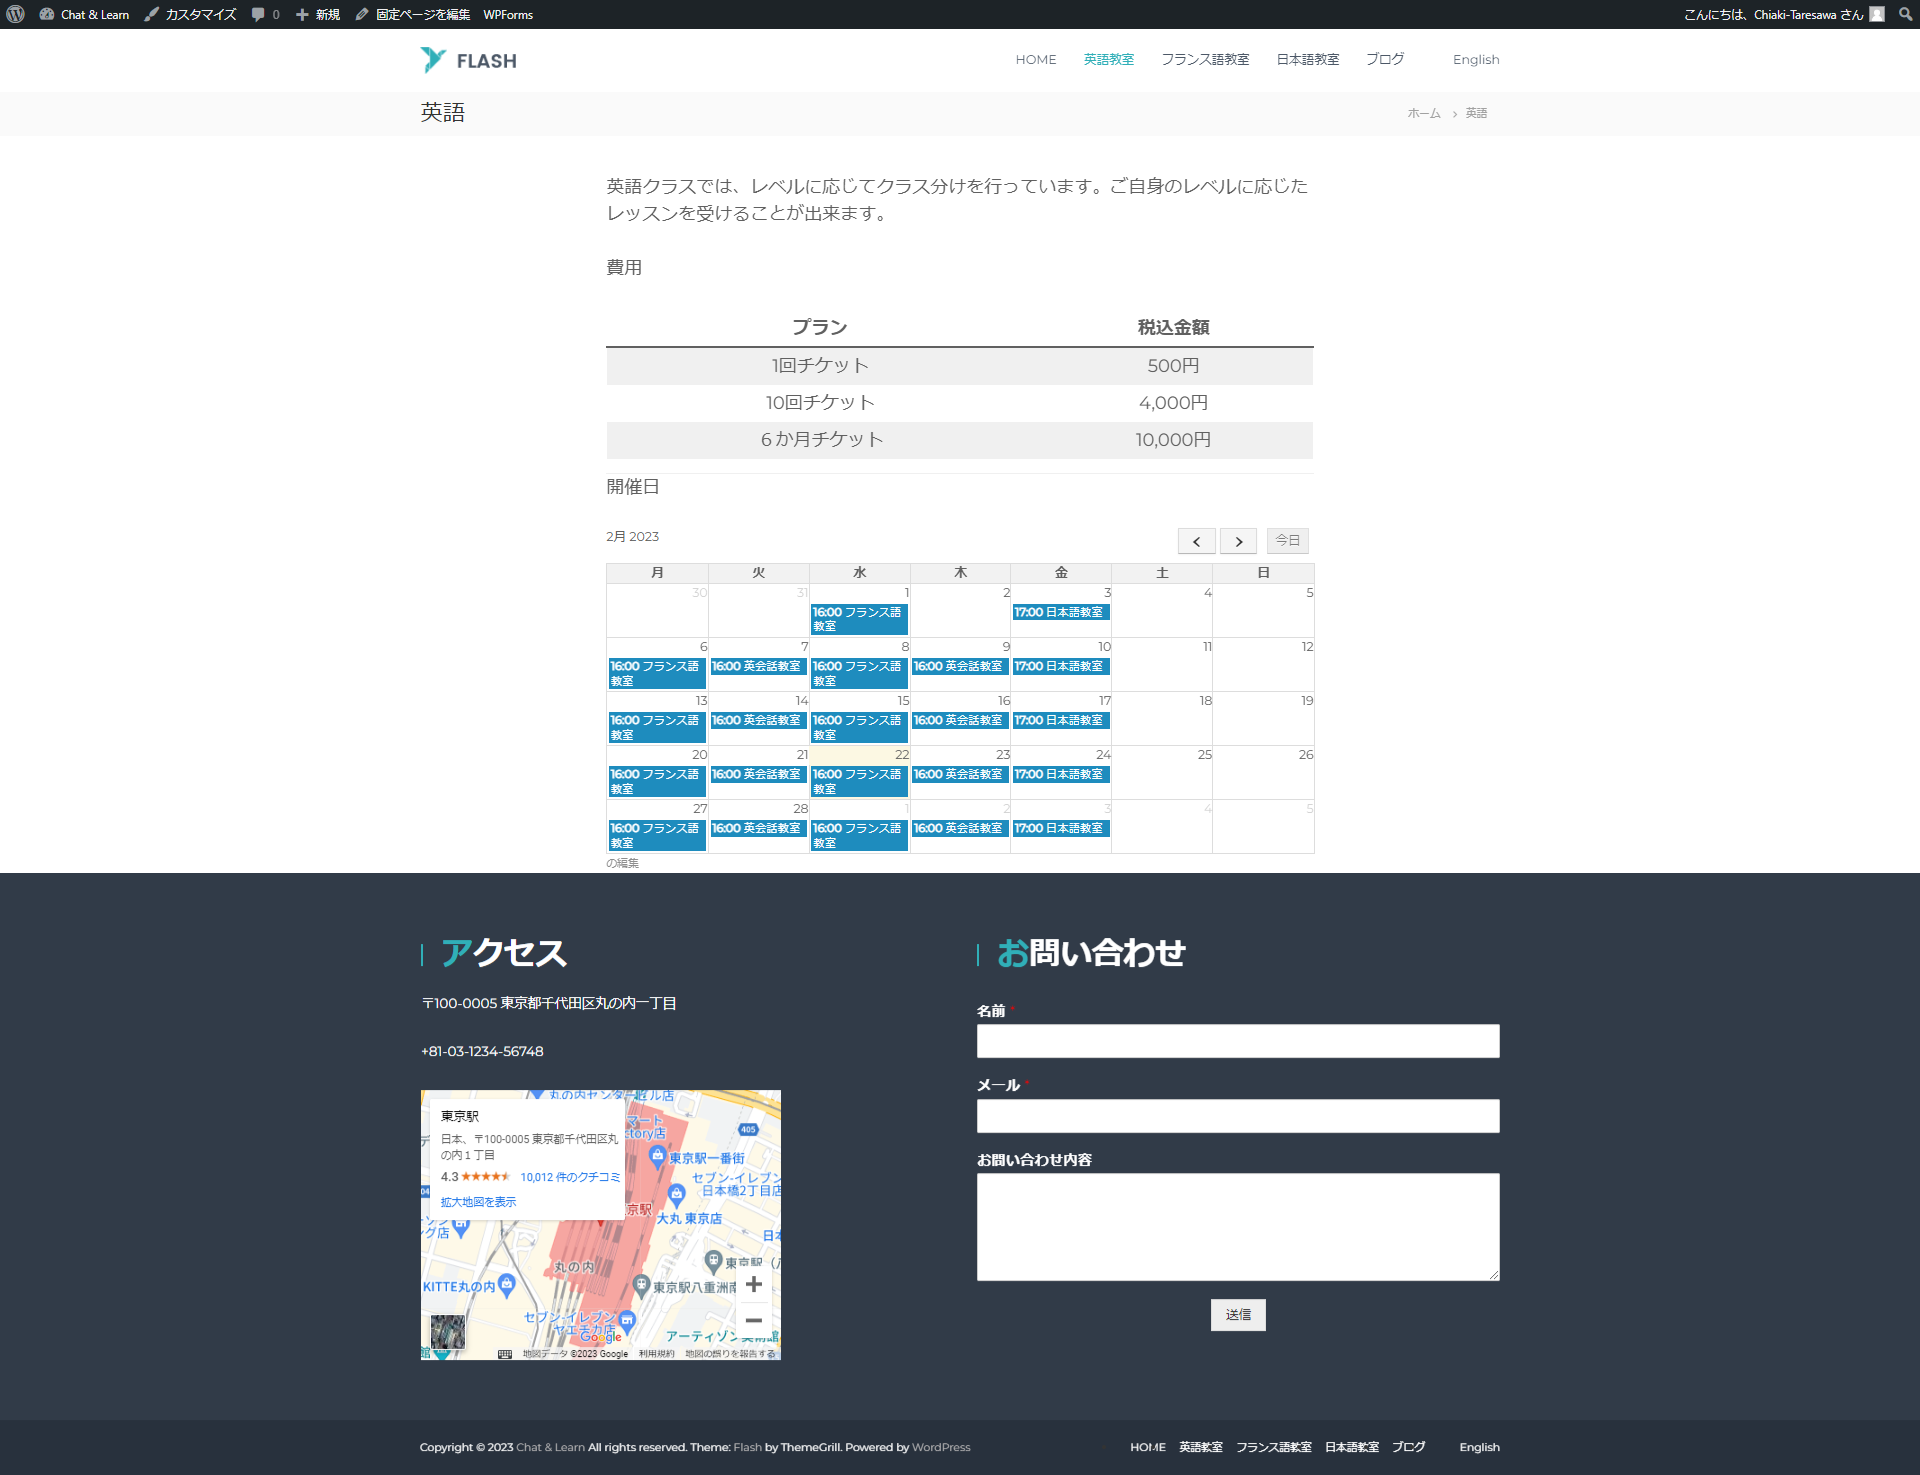 Chat & Learn カスタマイズ 0 新規 固定ページを編集 WPForms こんにちは、Chiaki-Taresawa さん
FLASH
HOME 英語教室 フランス語教室 日本語教室 ブログ English
英語
ホーム 英語
英語クラスでは、レベルに応じてクラス分けを行っています。ご自身のレベルに応じた
レッスンを受けることが出来ます。
費用
プラン 税込金額
1回チケット 500円
10回チケット 4,000円
６か月チケット 10,000円
開催日
2月 2023 今日
月 火 水 木 金 土 日
30 31 1 2 3 4 5
16:00 フランス語教室 17:00 日本語教室
6 7 8 9 10 11 12
16:00 フランス語教室 16:00 英会話教室 16:00 フランス語教室 16:00 英会話教室 17:00 日本語教室
13 14 15 16 17 18 19
16:00 フランス語教室 16:00 英会話教室 16:00 フランス語教室 16:00 英会話教室 17:00 日本語教室
20 21 22 23 24 25 26
16:00 フランス語教室 16:00 英会話教室 16:00 フランス語教室 16:00 英会話教室 17:00 日本語教室
27 28 1 2 3 4 5
16:00 フランス語教室 16:00 英会話教室 16:00 フランス語教室 16:00 英会話教室 17:00 日本語教室
の編集
アクセス
〒100-0005 東京都千代田区丸の内一丁目
+81-03-1234-56748
東京駅
日本、〒100-0005 東京都千代田区丸
の内１丁目
4.3 10,012 件のクチコミ
拡大地図を表示
405
東京駅一番街
セブン-イレブン
日本橋2丁目店
大丸 東京店
丸の内
KITTE丸の内
東京駅八重洲南
セブン-イレブン
ヤエチカ店
Google
地図データ ©2023 Google 利用規約 地図の誤りを報告する
お問い合わせ
名前 *
メール *
お問い合わせ内容
送信
Copyright © 2023 Chat & Learn All rights reserved. Theme: Flash by ThemeGrill. Powered by WordPress
HOME 英語教室 フランス語教室 日本語教室 ブログ English